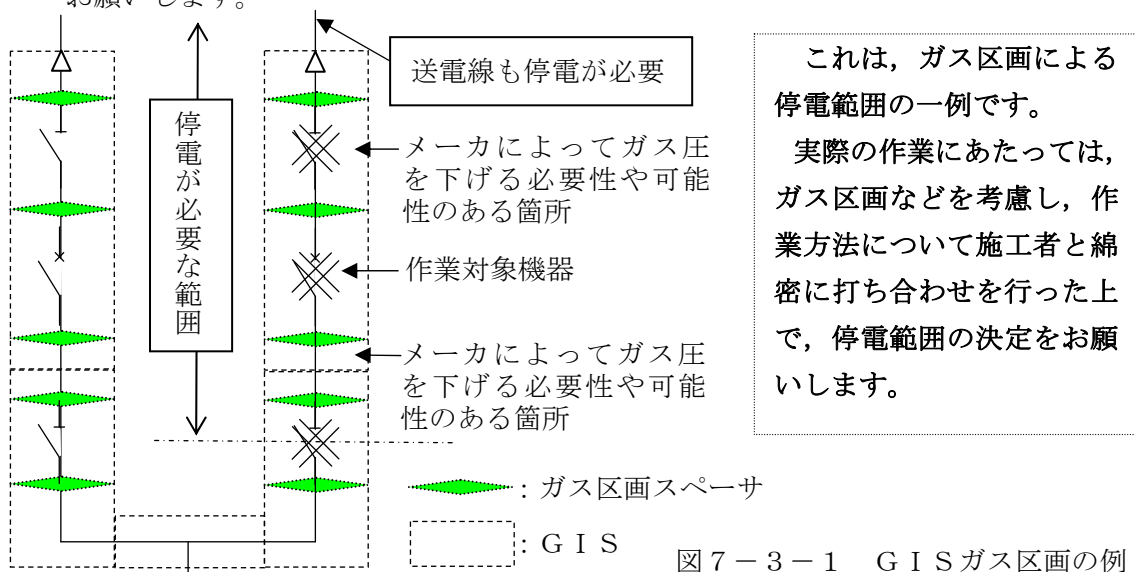 お願いします。
送電線も停電が必要
停電が必要な範囲
メーカによってガス圧
を下げる必要性や可能
性のある箇所
作業対象機器
メーカによってガス圧
を下げる必要性や可能
性のある箇所
これは，ガス区画による
停電範囲の一例です。
実際の作業にあたっては，
ガス区画などを考慮し，作
業方法について施工者と綿
密に打ち合わせを行った上
で，停電範囲の決定をお願
いします。
：ガス区画スペーサ
：ＧＩＳ
図７－３－１　ＧＩＳガス区画の例